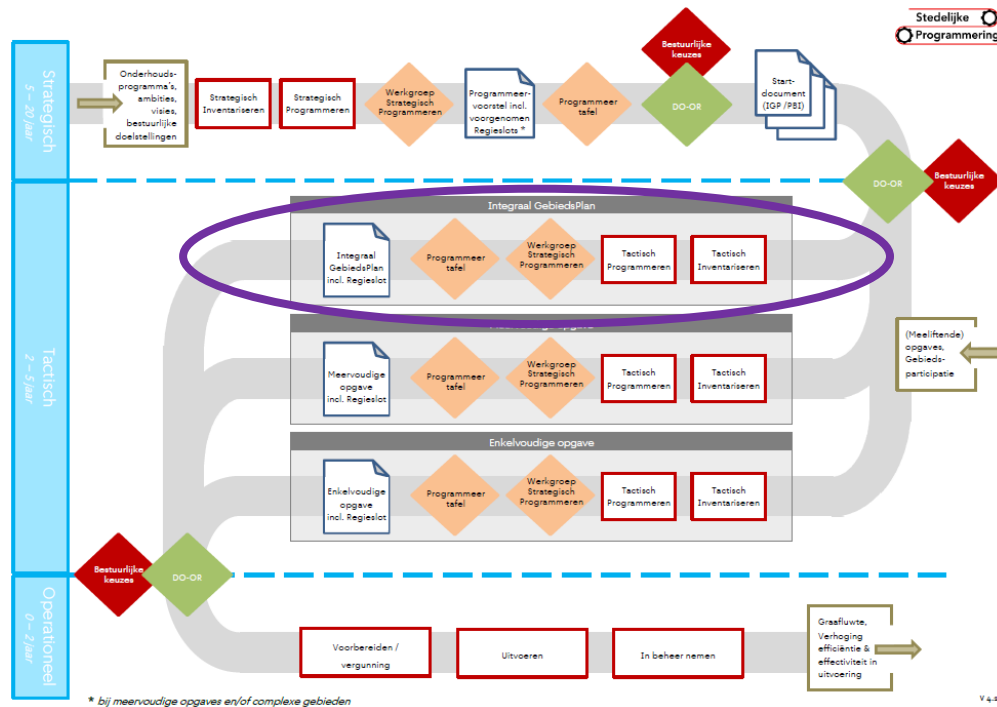 Stedelijke
Programmering
Strategisch
5 – 20 jaar
Onderhouds-
programma's,
ambities,
visies,
bestuurlijke
doelstellingen
Strategisch
Inventariseren
Strategisch
Programmeren
Werkgroep
Strategisch
Programmeren
Programmeer-
voorstel incl.
voorgenomen
Regieslots *
Programmeer
tafel
Bestuurlijke
keuzes
DO-OR
Start-
document
(IGP /PBI)
DO-OR
Bestuurlijke
keuzes
Tactisch
2 – 5 jaar
Integraal GebiedsPlan
Integraal
GebiedsPlan
incl. Regieslot
Programmeer
tafel
Werkgroep
Strategisch
Programmeren
Tactisch
Programmeren
Tactisch
Inventariseren
opgave
Meervoudige
opgave
incl. Regieslot
Programmeer
tafel
Werkgroep
Strategisch
Programmeren
Tactisch
Programmeren
Tactisch
Inventariseren
(Meeliftende)
opgaves,
Gebieds-
participatie
Enkelvoudige opgave
Enkelvoudige
opgave
incl. Regieslot
Programmeer
tafel
Werkgroep
Strategisch
Programmeren
Tactisch
Programmeren
Tactisch
Inventariseren
Bestuurlijke
keuzes
DO-OR
Operationeel
0 – 2 jaar
Voorbereiden /
vergunning
Uitvoeren
In beheer nemen
Graafluwte,
Verhoging
efficiëntie &
effectiviteit in
uitvoering
* bij meervoudige opgaves en/of complexe gebieden